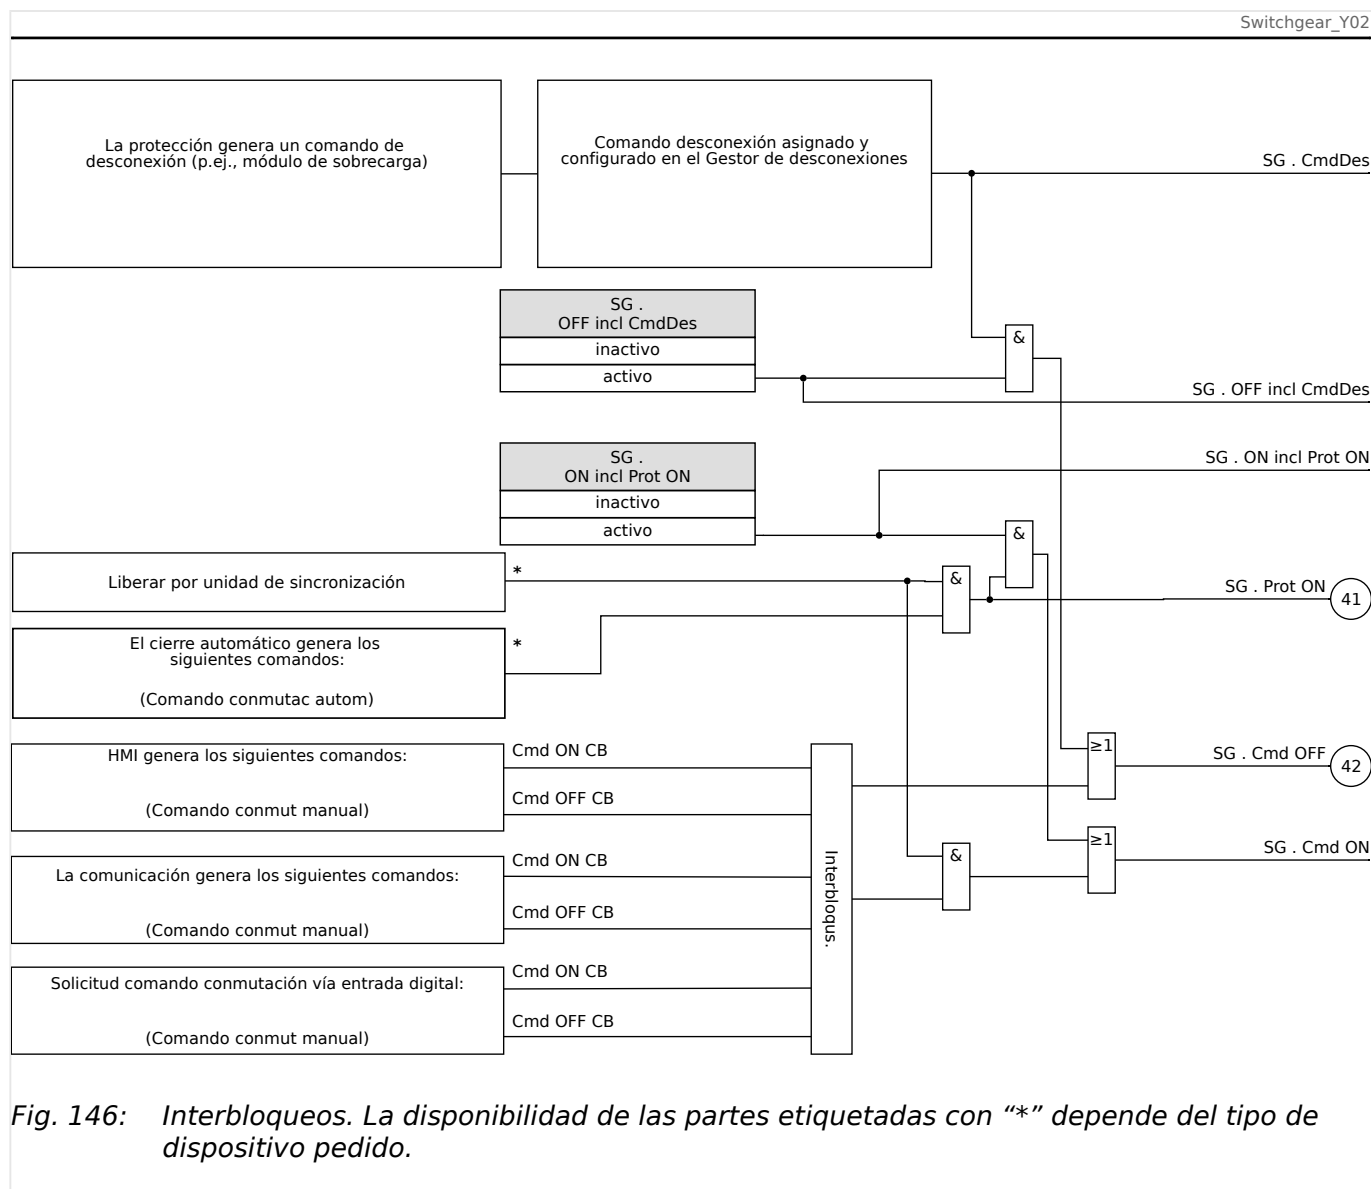 Switchgear_Y02
La protección genera un comando de
desconexión (p.ej., módulo de sobrecarga)
Comando desconexión asignado y
configurado en el Gestor de desconexiones
SG . CmdDes
SG .
OFF incl CmdDes
inactivo
activo
&
SG . OFF incl CmdDes
SG .
ON incl Prot ON
inactivo
activo
SG . ON incl Prot ON
&
Liberar por unidad de sincronización
*
&
SG . Prot ON
41
El cierre automático genera los
siguientes comandos:
(Comando conmutac autom)
*
HMI genera los siguientes comandos:
(Comando conmut manual)
Cmd ON CB
Cmd OFF CB
≥1
SG . Cmd OFF
42
La comunicación genera los siguientes comandos:
(Comando conmut manual)
Cmd ON CB
Cmd OFF CB
Interbloqus.
&
≥1
SG . Cmd ON
Solicitud comando conmutación vía entrada digital:
(Comando conmut manual)
Cmd ON CB
Cmd OFF CB
Fig. 146: Interbloqueos. La disponibilidad de las partes etiquetadas con “*” depende del tipo de
dispositivo pedido.